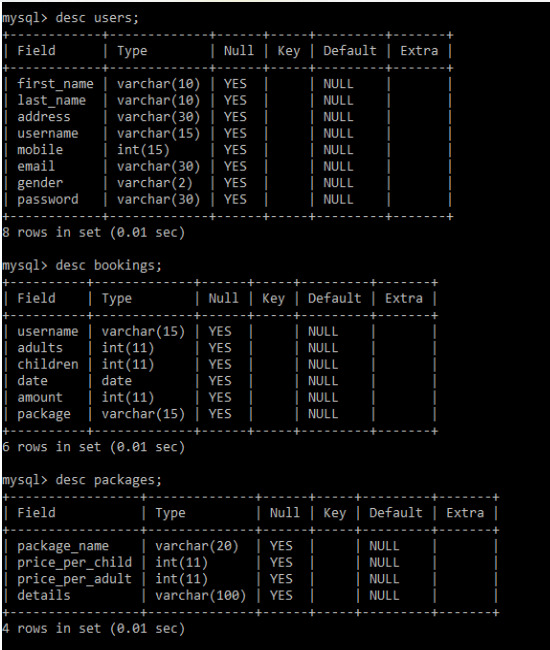 mysql> desc users;
+------------+-------------+------+-----+---------+-------+
| Field      | Type        | Null | Key | Default | Extra |
+------------+-------------+------+-----+---------+-------+
| first_name | varchar(10) | YES  |     | NULL    |       |
| last_name  | varchar(10) | YES  |     | NULL    |       |
| address    | varchar(30) | YES  |     | NULL    |       |
| username   | varchar(15) | YES  |     | NULL    |       |
| mobile     | int(15)     | YES  |     | NULL    |       |
| email      | varchar(30) | YES  |     | NULL    |       |
| gender     | varchar(2)  | YES  |     | NULL    |       |
| password   | varchar(30) | YES  |     | NULL    |       |
+------------+-------------+------+-----+---------+-------+
8 rows in set (0.01 sec)
mysql> desc bookings;
+----------+-------------+------+-----+---------+-------+
| Field    | Type        | Null | Key | Default | Extra |
+----------+-------------+------+-----+---------+-------+
| username | varchar(15) | YES  |     | NULL    |       |
| adults   | int(11)     | YES  |     | NULL    |       |
| children | int(11)     | YES  |     | NULL    |       |
| date     | date        | YES  |     | NULL    |       |
| amount   | int(11)     | YES  |     | NULL    |       |
| package  | varchar(15) | YES  |     | NULL    |       |
+----------+-------------+------+-----+---------+-------+
6 rows in set (0.01 sec)
mysql> desc packages;
+-----------------+--------------+------+-----+---------+-------+
| Field           | Type         | Null | Key | Default | Extra |
+-----------------+--------------+------+-----+---------+-------+
| package_name    | varchar(20)  | YES  |     | NULL    |       |
| price_per_child | int(11)      | YES  |     | NULL    |       |
| price_per_adult | int(11)      | YES  |     | NULL    |       |
| details         | varchar(100) | YES  |     | NULL    |       |
+-----------------+--------------+------+-----+---------+-------+
4 rows in set (0.01 sec)